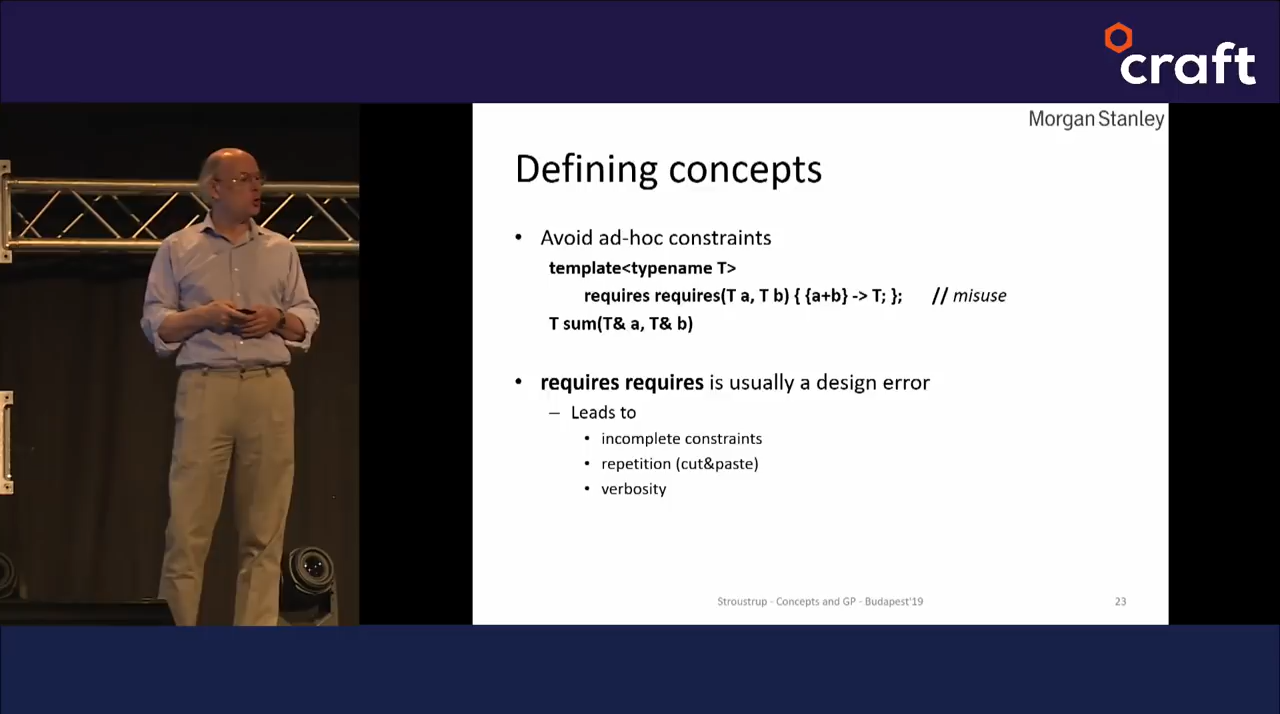 craft
Morgan Stanley
Defining concepts
• Avoid ad-hoc constraints
template<typename T>
requires requires(T a, T b) { {a+b} -> T; }; // misuse
T sum(T& a, T& b)
• requires requires is usually a design error
– Leads to
• incomplete constraints
• repetition (cut&paste)
• verbosity
Stroustrup - Concepts and GP - Budapest'19 23